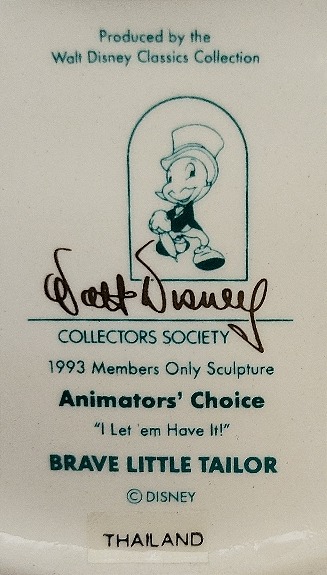 Produced by the
Walt Disney Classics Collection
Walt Disney
COLLECTORS SOCIETY
1993 Members Only Sculpture
Animators' Choice
"I Let 'em Have It!"
BRAVE LITTLE TAILOR
© DISNEY
THAILAND